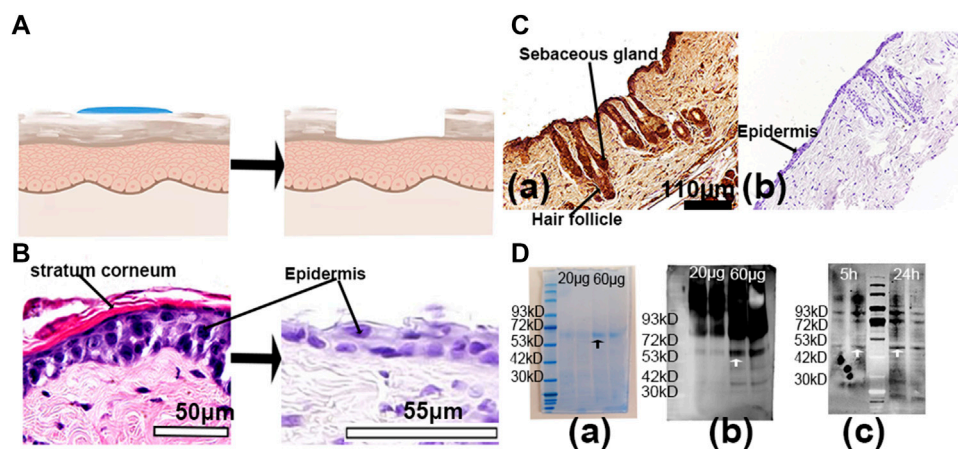 A
B
stratum corneum
Epidermis
50μm
55μm
C
Sebaceous gland
(a)
Hair follicle
110μm
Epidermis
(b)
D
20μg 60μg
93kD
72kD
53kD
42kD
30kD
(a)
20μg 60μg
93kD
72kD
53kD
42kD
30kD
(b)
5h 24h
93kD
72kD
53kD
42kD
30kD
(c)